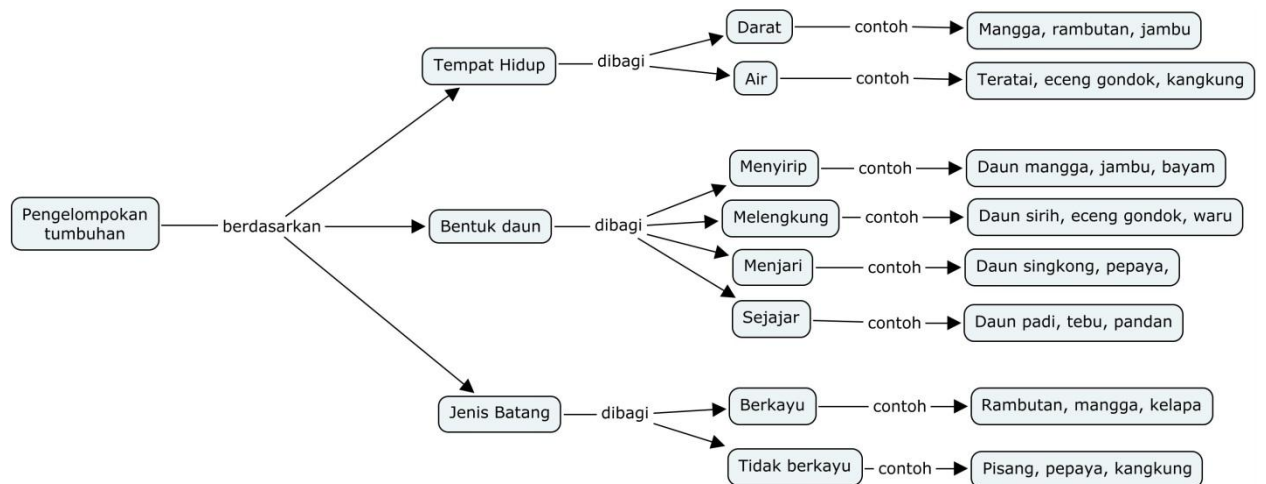 Pengelompokan
tumbuhan
berdasarkan
Tempat Hidup
dibagi
Darat
contoh
Mangga, rambutan, jambu
Air
contoh
Teratai, eceng gondok, kangkung
Bentuk daun
dibagi
Menyirip
contoh
Daun mangga, jambu, bayam
Melengkung
contoh
Daun sirih, eceng gondok, waru
Menjari
contoh
Daun singkong, pepaya,
Sejajar
contoh
Daun padi, tebu, pandan
Jenis Batang
dibagi
Berkayu
contoh
Rambutan, mangga, kelapa
Tidak berkayu
contoh
Pisang, pepaya, kangkung